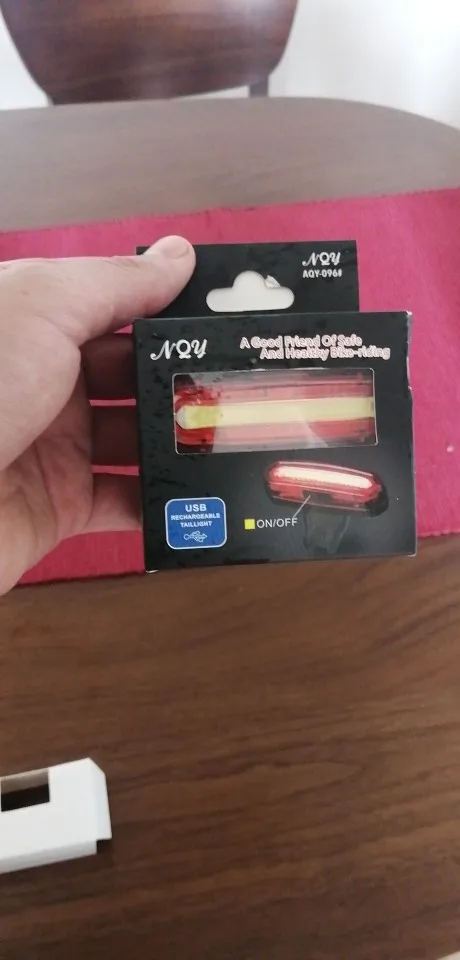 NQY
AQY-096#
NQY
A Good Friend Of Safe
And Healthy Bike-riding
USB
RECHARGEABLE
TAILLIGHT
ON/OFF